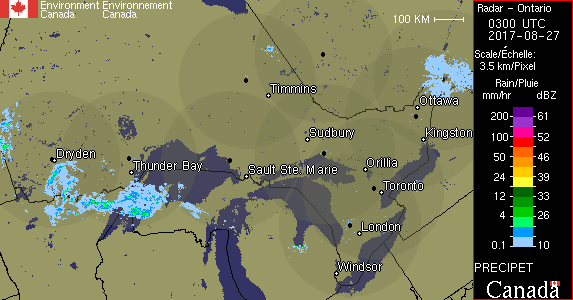 Environment Environnement
Canada Canada
100 KM
Timmins
Ottawa
Sudbury
Kingston
Dryden
Thunder Bay
Sault Ste. Marie
Orillia
Toronto
London
Windsor
Radar - Ontario
0300 UTC
2017-08-27
Scale/Échelle:
3.5 km/Pixel
Rain/Pluie
mm/hr dBZ
200 61
100 52
50 46
24 39
12 33
4 26
0.1 10
PRECIPET
Canada